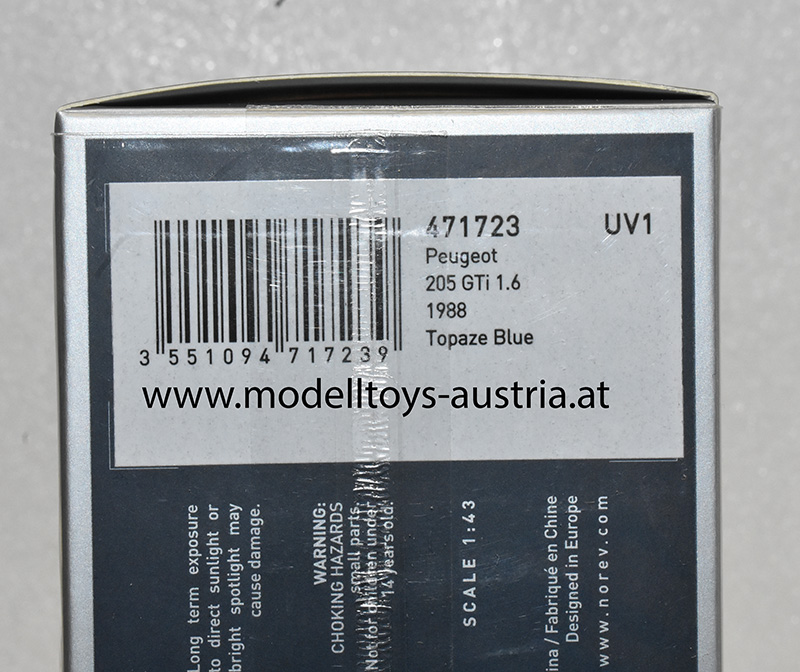 471723 UV1
Peugeot
205 GTi 1.6
1988
Topaze Blue
3 551094 717239
www.modelltoys-austria.at
Long term exposure
to direct sunlight or
bright spotlight may
cause damage.
WARNING:
CHOKING HAZARDS
small parts.
Not for children under
14 years old.
SCALE 1:43
/ Fabriqué en Chine
Designed in Europe
www.norev.com